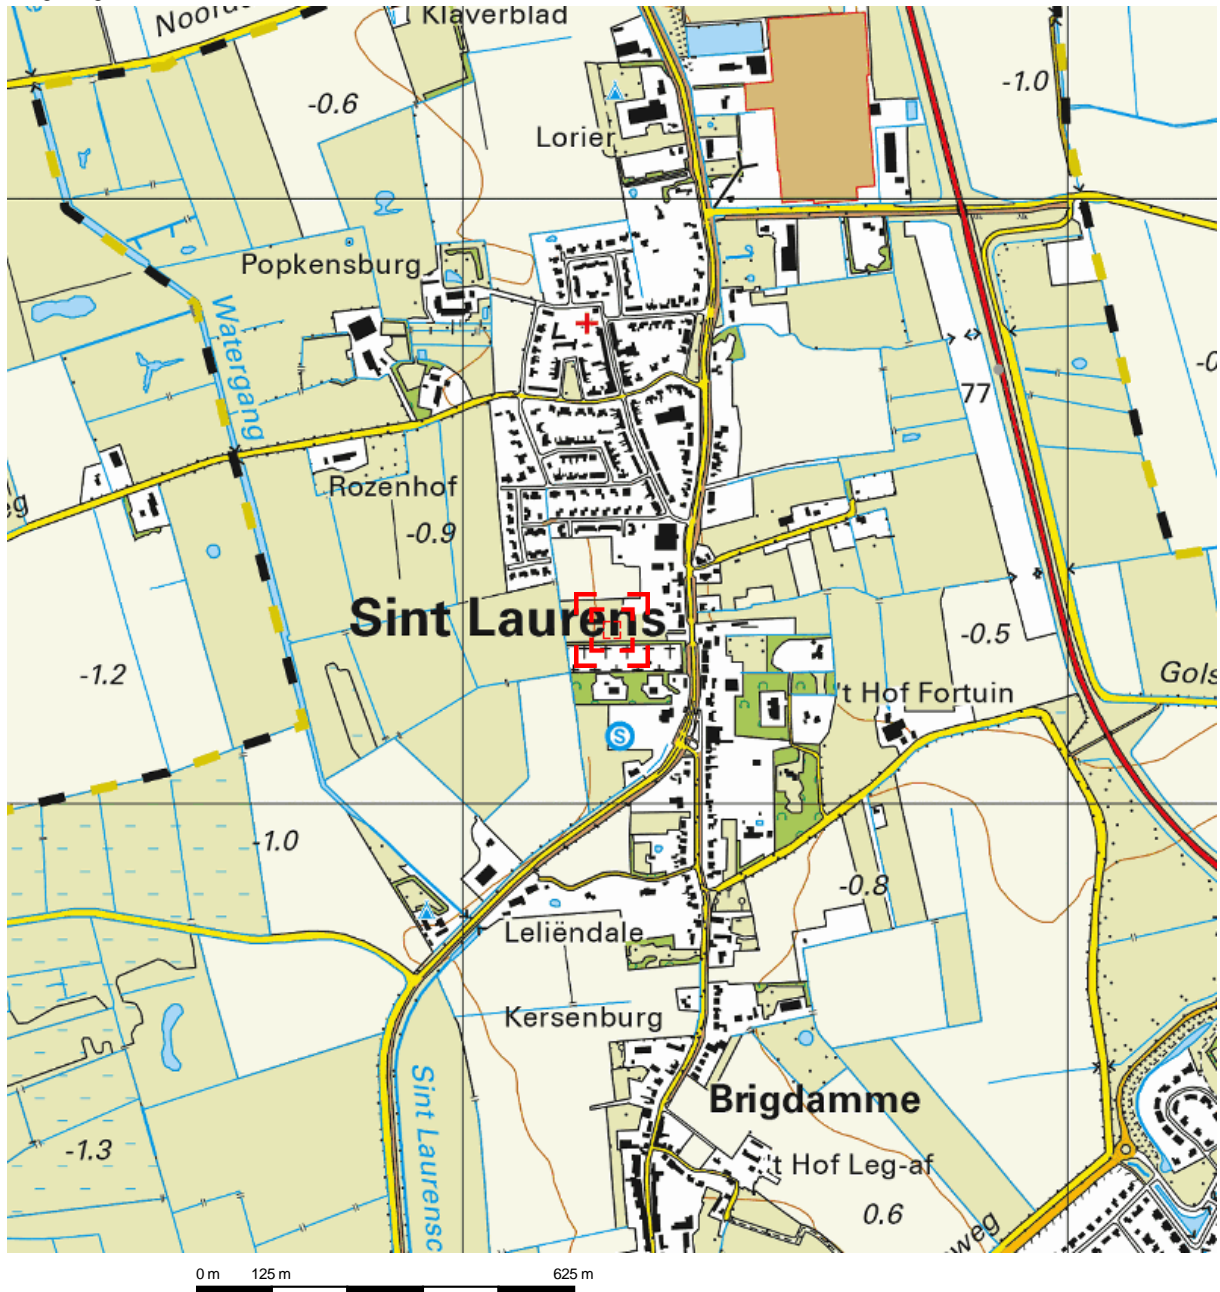 Klaverblad
-0.6
-1.0
Lorier
Popkensburg
Watergang
77
Rozenhof
-0.9
Sint Laurens
-0.5
-1.2
Gols
't Hof Fortuin
S
-1.0
-0.8
Leliëndale
Kersenburg
Sint Laurensc
Brigdamme
-1.3
't Hof Leg-af
0.6
weg
0 m 125 m 625 m